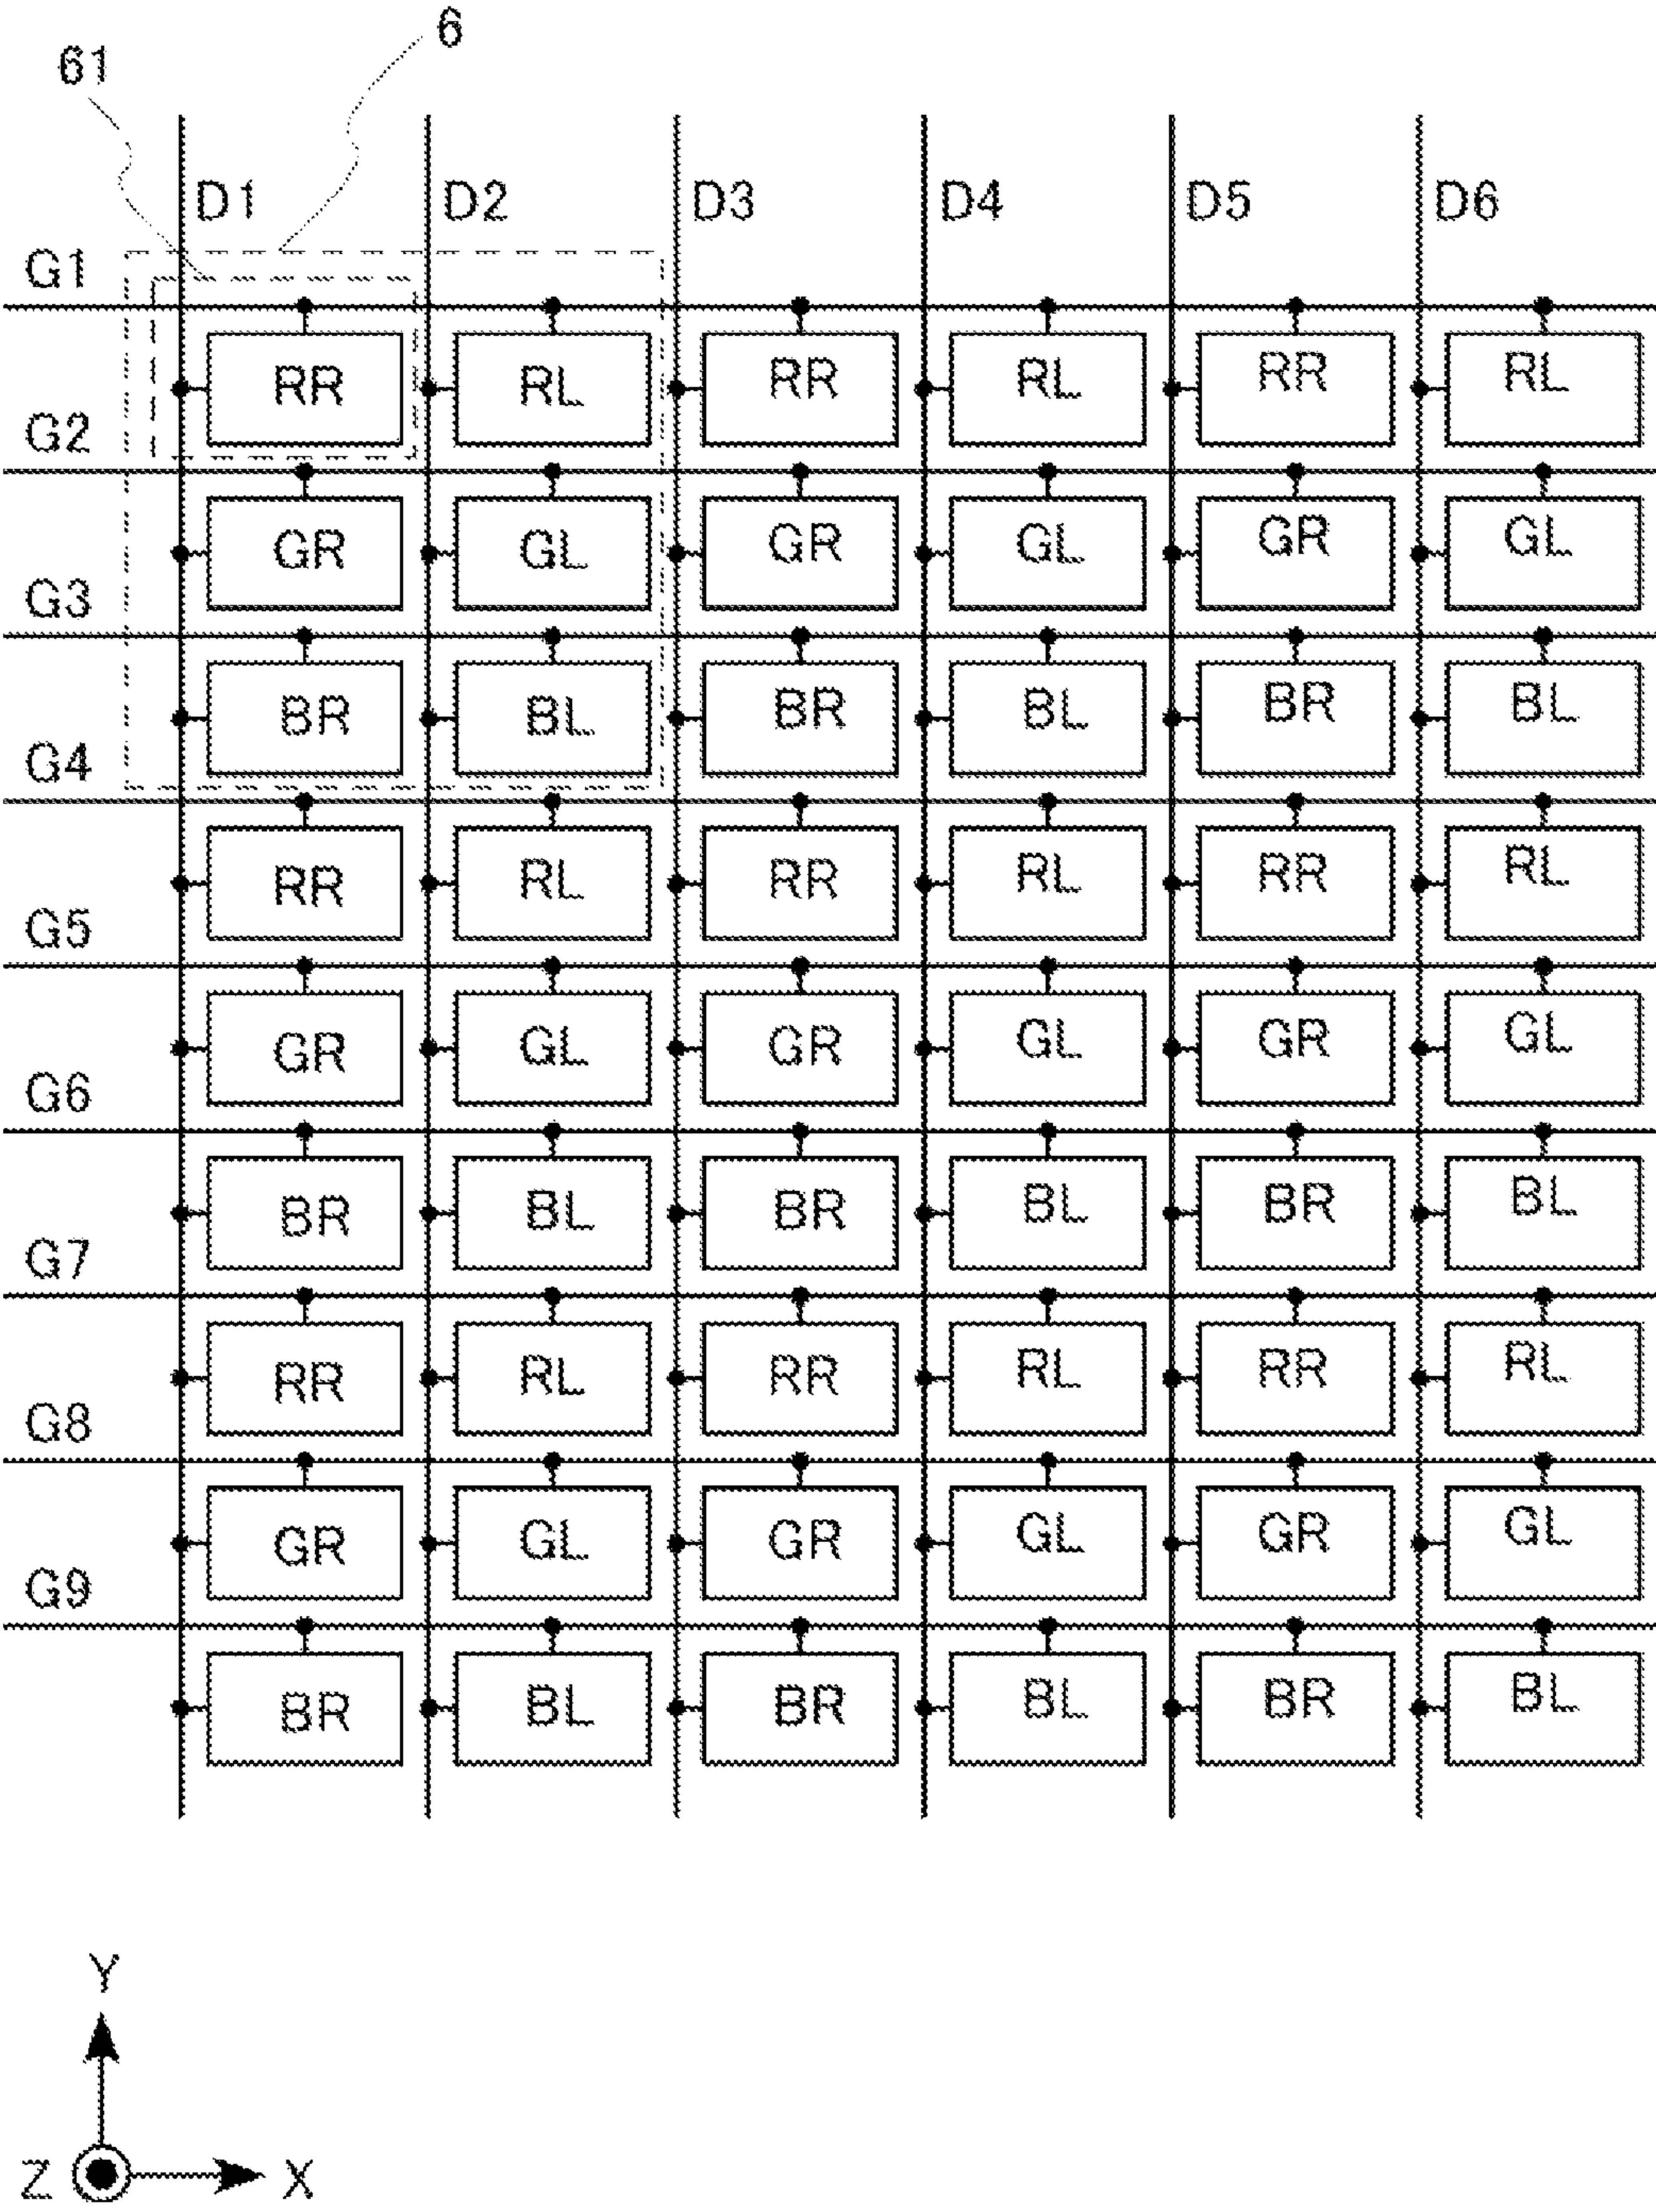 6
61
D1 D2 D3 D4 D5 D6
G1
RR RL RR RL RR RL
G2
GR GL GR GL GR GL
G3
BR BL BR BL BR BL
G4
RR RL RR RL RR RL
G5
GR GL GR GL GR GL
G6
BR BL BR BL BR BL
G7
RR RL RR RL RR RL
G8
GR GL GR GL GR GL
G9
BR BL BR BL BR BL
Y
Z X